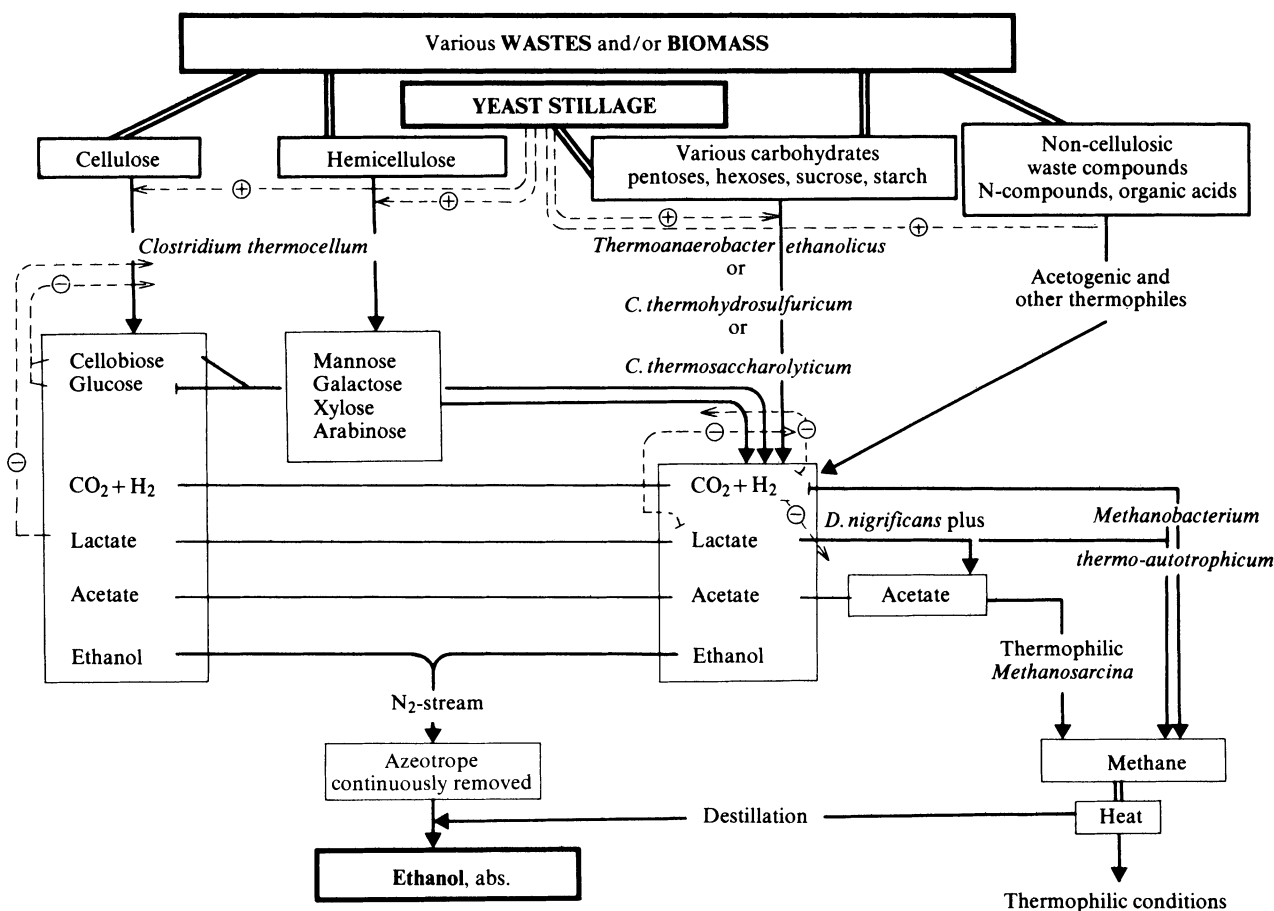 Various WASTES and/or BIOMASS
YEAST STILLAGE
Cellulose
Hemicellulose
Various carbohydrates
pentoses, hexoses, sucrose, starch
Non-cellulosic
waste compounds
N-compounds, organic acids
+
+
+
+
Clostridium thermocellum
Thermoanaerobacter ethanolicus
or
C. thermohydrosulfuricum
or
C. thermosaccharolyticum
Acetogenic and
other thermophiles
−
−
Cellobiose
Glucose
CO₂ + H₂
Lactate
Acetate
Ethanol
Mannose
Galactose
Xylose
Arabinose
−
−
−
CO₂ + H₂
Lactate
Acetate
Ethanol
D. nigrificans plus
Methanobacterium
thermo-autotrophicum
Acetate
Thermophilic
Methanosarcina
N₂-stream
Azeotrope
continuously removed
Methane
Destillation
Heat
Ethanol, abs.
Thermophilic conditions